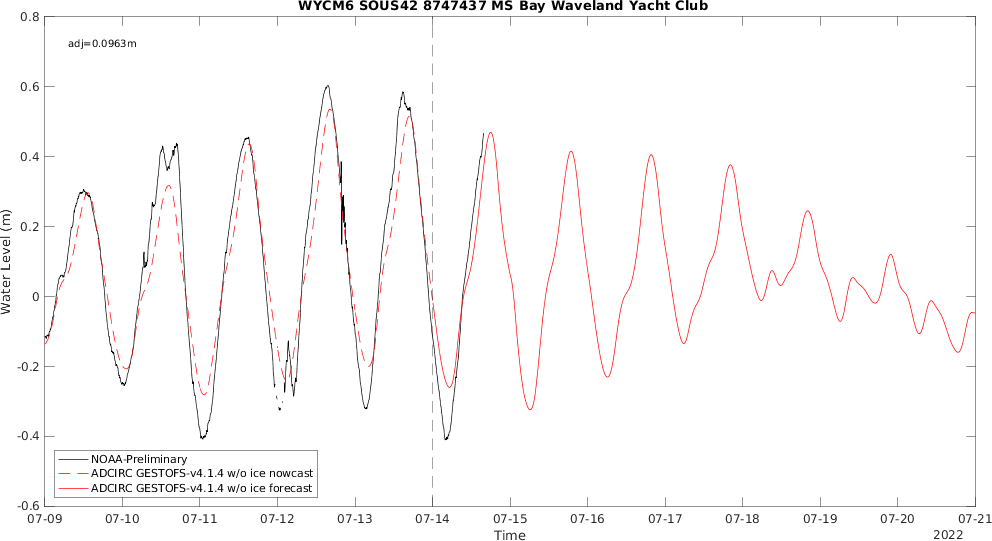 WYCM6 SOUS42 8747437 MS Bay Waveland Yacht Club
adj=0.0963m
0.8
0.6
0.4
0.2
0
-0.2
-0.4
-0.6
Water Level (m)
NOAA-Preliminary
ADCIRC GESTOFS-v4.1.4 w/o ice nowcast
ADCIRC GESTOFS-v4.1.4 w/o ice forecast
07-09 07-10 07-11 07-12 07-13 07-14 07-15 07-16 07-17 07-18 07-19 07-20 07-21
Time
2022